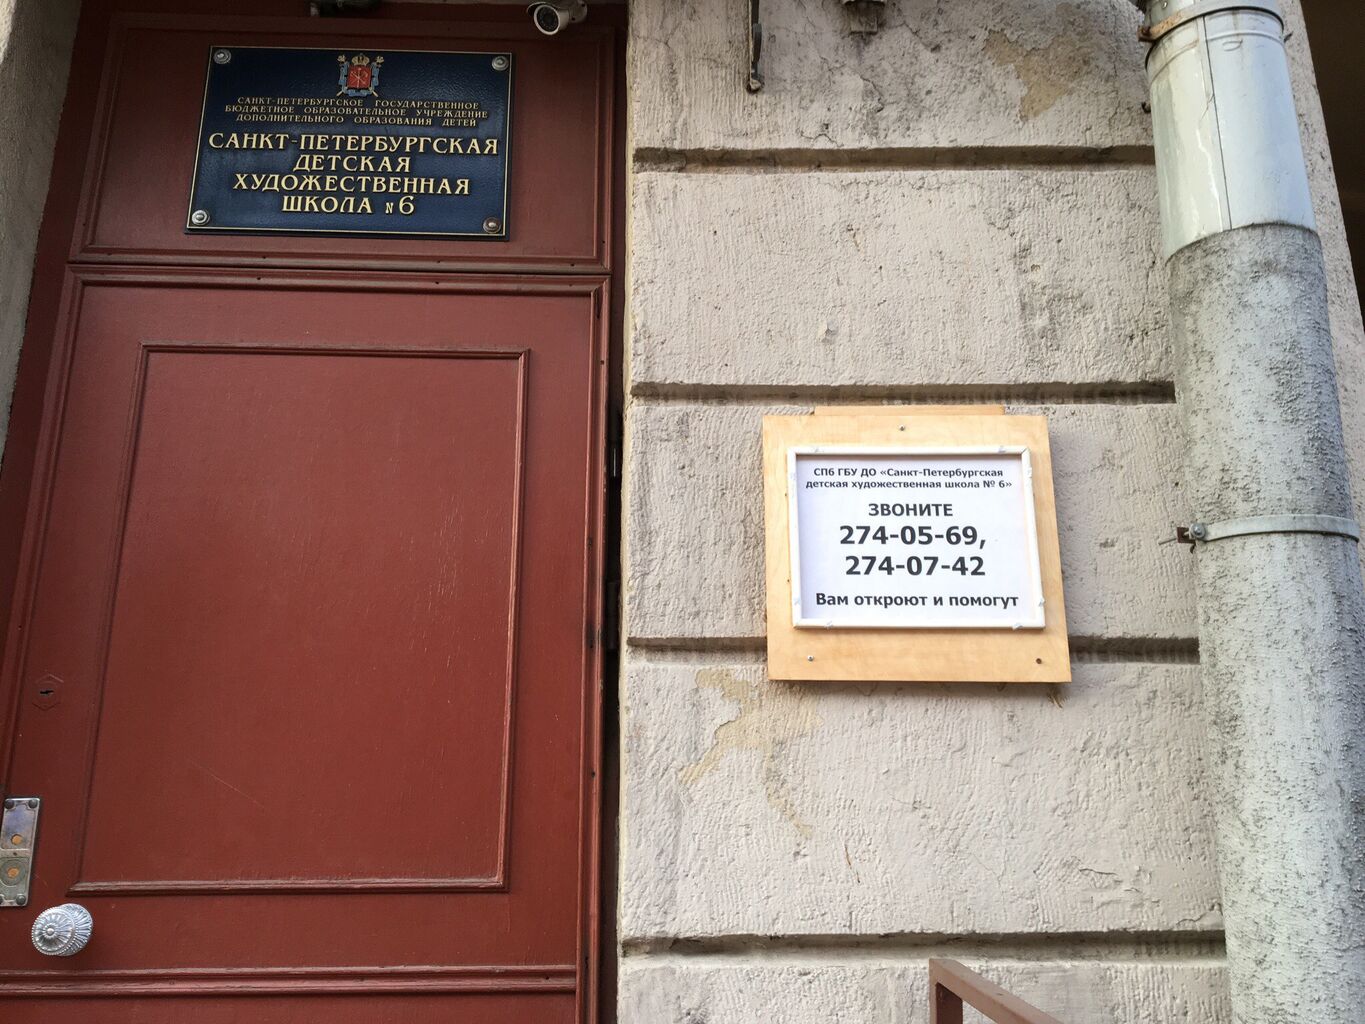 САНКТ-ПЕТЕРБУРГСКОЕ ГОСУДАРСТВЕННОЕ
БЮДЖЕТНОЕ ОБРАЗОВАТЕЛЬНОЕ УЧРЕЖДЕНИЕ
ДОПОЛНИТЕЛЬНОГО ОБРАЗОВАНИЯ ДЕТЕЙ
САНКТ-ПЕТЕРБУРГСКАЯ
ДЕТСКАЯ
ХУДОЖЕСТВЕННАЯ
ШКОЛА N 6
СПб ГБУ ДО «Санкт-Петербургская
детская художественная школа № 6»
ЗВОНИТЕ
274-05-69,
274-07-42
Вам откроют и помогут